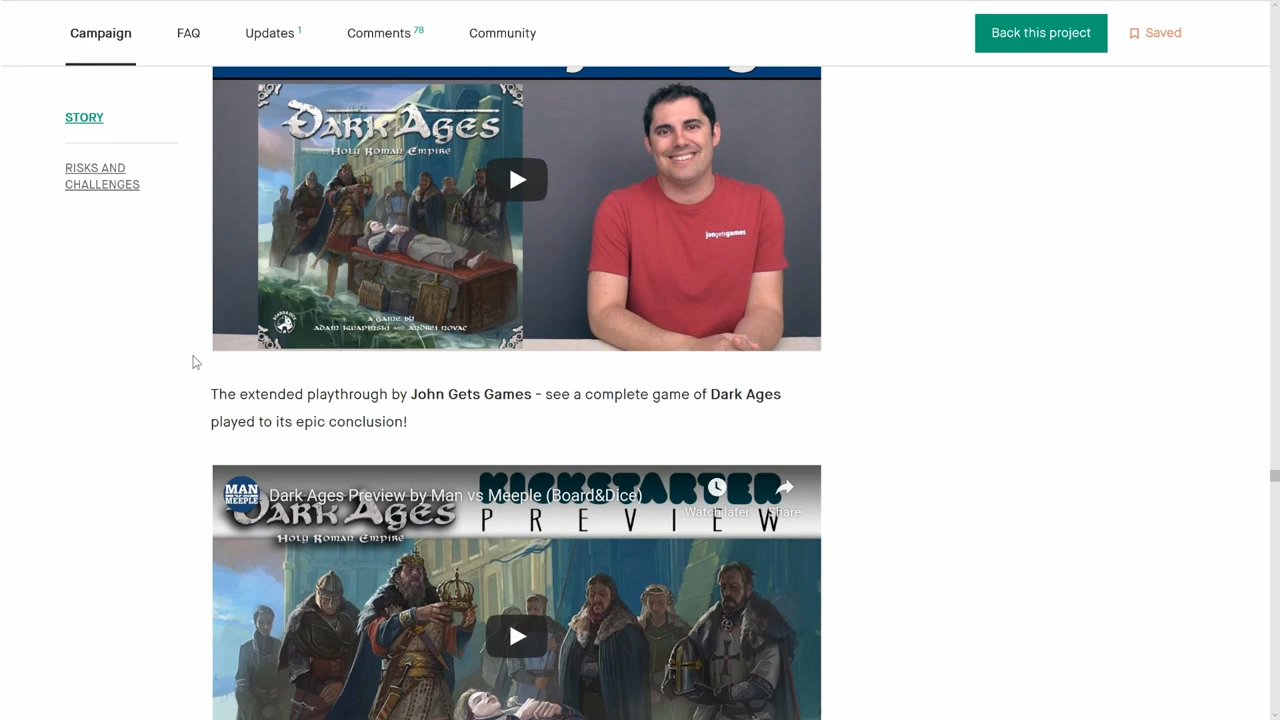 Campaign
FAQ
Updates 1
Comments 78
Community
Back this project
Saved
STORY
RISKS AND
CHALLENGES
DARK AGES
HOLY ROMAN EMPIRE
A GAME BY
ADAM KWAPIŃSKI AND ANDREI NOVAC
BOARD&DICE
jongetsgames
The extended playthrough by John Gets Games - see a complete game of Dark Ages
played to its epic conclusion!
MAN
MEEPLE
Dark Ages Preview by Man vs Meeple (Board&Dice)
Watch later
Share
KICKSTARTER
PREVIEW
DARK AGES
HOLY ROMAN EMPIRE